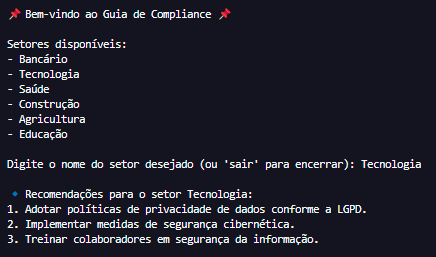 📌 Bem-vindo ao Guia de Compliance 📌
Setores disponíveis:
- Bancário
- Tecnologia
- Saúde
- Construção
- Agricultura
- Educação
Digite o nome do setor desejado (ou 'sair' para encerrar): Tecnologia
🔹 Recomendações para o setor Tecnologia:
1. Adotar políticas de privacidade de dados conforme a LGPD.
2. Implementar medidas de segurança cibernética.
3. Treinar colaboradores em segurança da informação.